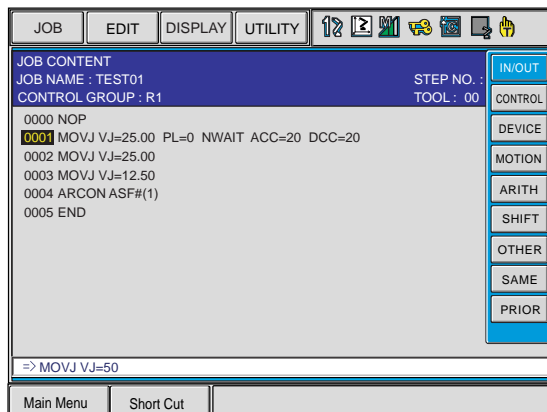 JOB EDIT DISPLAY UTILITY
JOB CONTENT
JOB NAME : TEST01 STEP NO. :
CONTROL GROUP : R1 TOOL : 00
0000 NOP
0001 MOVJ VJ=25.00 PL=0 NWAIT ACC=20 DCC=20
0002 MOVJ VJ=25.00
0003 MOVJ VJ=12.50
0004 ARCON ASF#(1)
0005 END
IN/OUT
CONTROL
DEVICE
MOTION
ARITH
SHIFT
OTHER
SAME
PRIOR
=> MOVJ VJ=50
Main Menu Short Cut